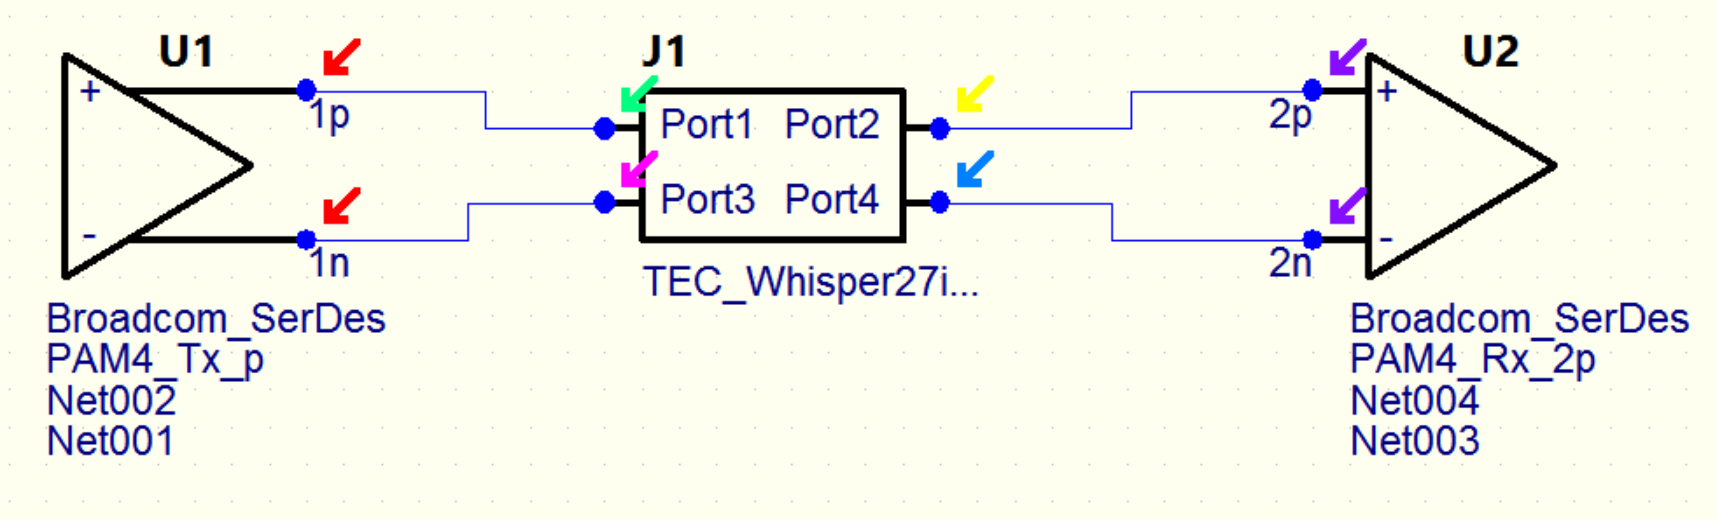 U1
+
1p
-
1n
Broadcom_SerDes
PAM4_Tx_p
Net002
Net001
J1
Port1 Port2
Port3 Port4
TEC_Whisper27i...
U2
2p
+
2n
-
Broadcom_SerDes
PAM4_Rx_2p
Net004
Net003